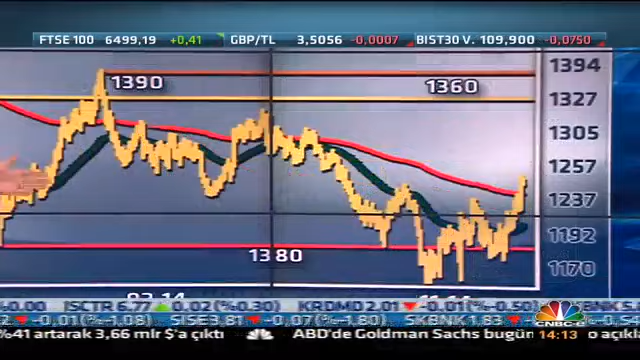 FTSE 100 6499,19 +0,41 GBP/TL 3,5056 -0,0007 BIST30 V. 109,900 -0,0750
1394
1390
1360
1327
1305
1257
1237
1192
1380
1170
%0.00 ISCTR 6.77 0.02 (%0.30) KRDMD 2.01 -0.01 (%-0.50)
-0,01 (%-1.08) SISE 3.81 -0,07 (%-1.80) SKBNK 1,83
CNBC-e
%41 artarak 3,66 mlr $'a çıktı ABD'de Goldman Sachs bugün 14:13